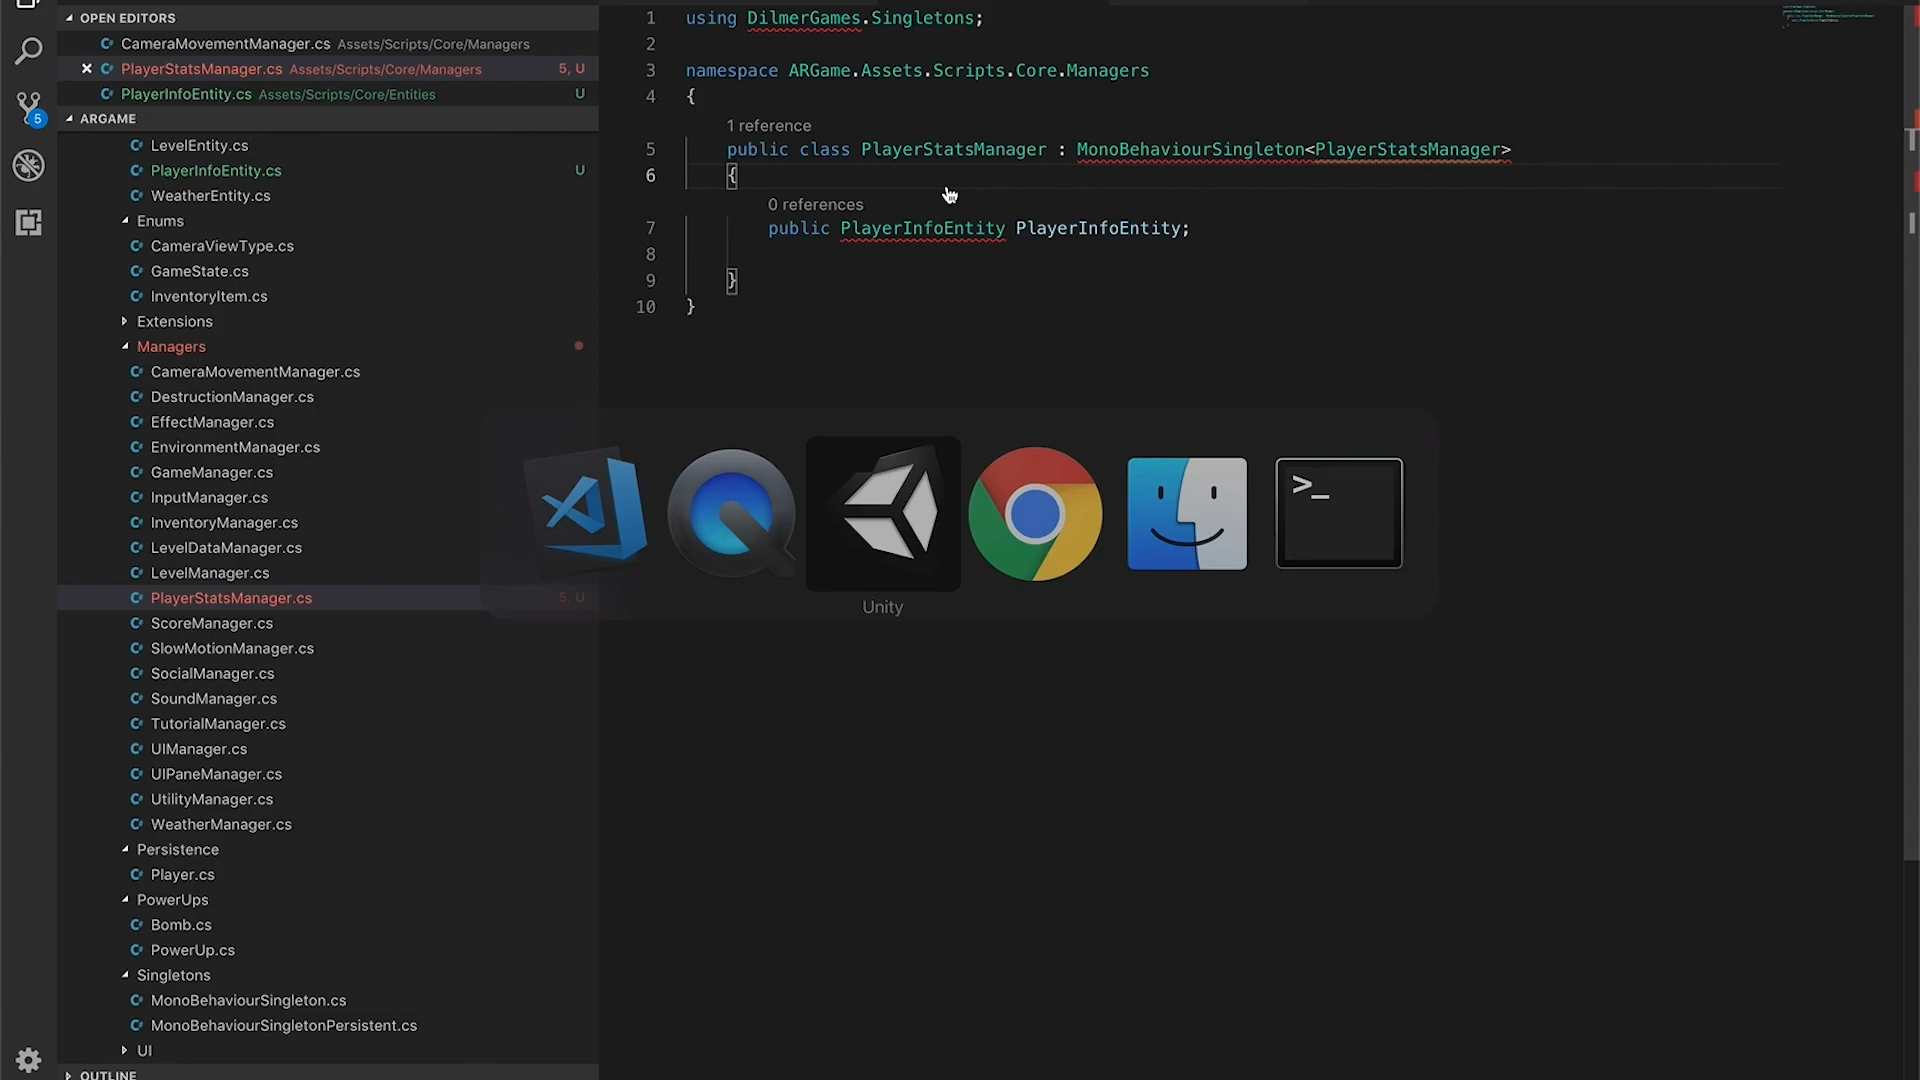 OPEN EDITORS
CameraMovementManager.cs Assets/Scripts/Core/Managers
PlayerStatsManager.cs Assets/Scripts/Core/Managers 5, U
PlayerInfoEntity.cs Assets/Scripts/Core/Entities U
5
ARGAME
LevelEntity.cs
PlayerInfoEntity.cs U
WeatherEntity.cs
Enums
CameraViewType.cs
GameState.cs
InventoryItem.cs
Extensions
Managers
CameraMovementManager.cs
DestructionManager.cs
EffectManager.cs
EnvironmentManager.cs
GameManager.cs
InputManager.cs
InventoryManager.cs
LevelDataManager.cs
LevelManager.cs
PlayerStatsManager.cs 5, U
ScoreManager.cs
SlowMotionManager.cs
SocialManager.cs
SoundManager.cs
TutorialManager.cs
UIManager.cs
UIPaneManager.cs
UtilityManager.cs
WeatherManager.cs
Persistence
Player.cs
PowerUps
Bomb.cs
PowerUp.cs
Singletons
MonoBehaviourSingleton.cs
MonoBehaviourSingletonPersistent.cs
UI
OUTLINE
1 using DilmerGames.Singletons;
2
3 namespace ARGame.Assets.Scripts.Core.Managers
4 {
1 reference
5 public class PlayerStatsManager : MonoBehaviourSingleton<PlayerStatsManager>
6 {
0 references
7 public PlayerInfoEntity PlayerInfoEntity;
8
9 }
10 }
>_
Unity